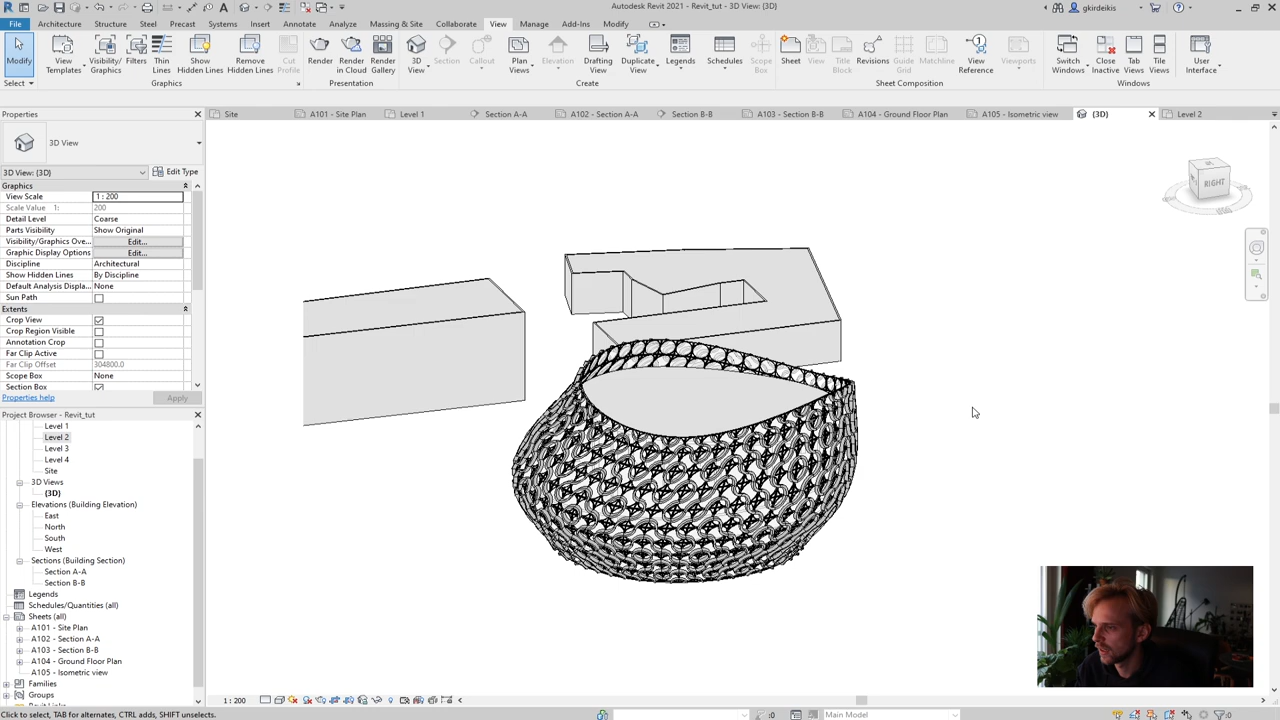 Autodesk Revit 2021 - Revit_tut - 3D View: {3D}
gkirdeikis
File Architecture Structure Steel Precast Systems Insert Annotate Analyze Massing & Site Collaborate View Manage Add-Ins Modify
Modify
View Templates
Visibility/ Graphics
Filters
Thin Lines
Show Hidden Lines
Remove Hidden Lines
Cut Profile
Render
Render in Cloud
Render Gallery
3D View
Section
Callout
Plan Views
Elevation
Drafting View
Duplicate View
Legends
Schedules
Scope Box
Sheet
View
Title Block
Revisions
Guide Grid
Matchline
View Reference
Viewports
Switch Windows
Close Inactive
Tab Views
Tile Views
User Interface
Select Graphics Presentation Create Sheet Composition Windows
Properties
Site A101 - Site Plan Level 1 Section A-A A102 - Section A-A Section B-B A103 - Section B-B A104 - Ground Floor Plan A105 - Isometric view {3D} Level 2
3D View
3D View: {3D} Edit Type
Graphics
View Scale 1 : 200
Scale Value 1: 200
Detail Level Coarse
Parts Visibility Show Original
Visibility/Graphics Ove... Edit...
Graphic Display Options Edit...
Discipline Architectural
Show Hidden Lines By Discipline
Default Analysis Displa... None
Sun Path
Extents
Crop View
Crop Region Visible
Annotation Crop
Far Clip Active
Far Clip Offset 304800.0
Scope Box None
Section Box
Properties help Apply
Project Browser - Revit_tut
Level 1
Level 2
Level 3
Level 4
Site
3D Views
{3D}
Elevations (Building Elevation)
East
North
South
West
Sections (Building Section)
Section A-A
Section B-B
Legends
Schedules/Quantities (all)
Sheets (all)
A101 - Site Plan
A102 - Section A-A
A103 - Section B-B
A104 - Ground Floor Plan
A105 - Isometric view
Families
Groups
Revit Links
RIGHT
1 : 200
Click to select, TAB for alternates, CTRL adds, SHIFT unselects.
:0
Main Model
:0